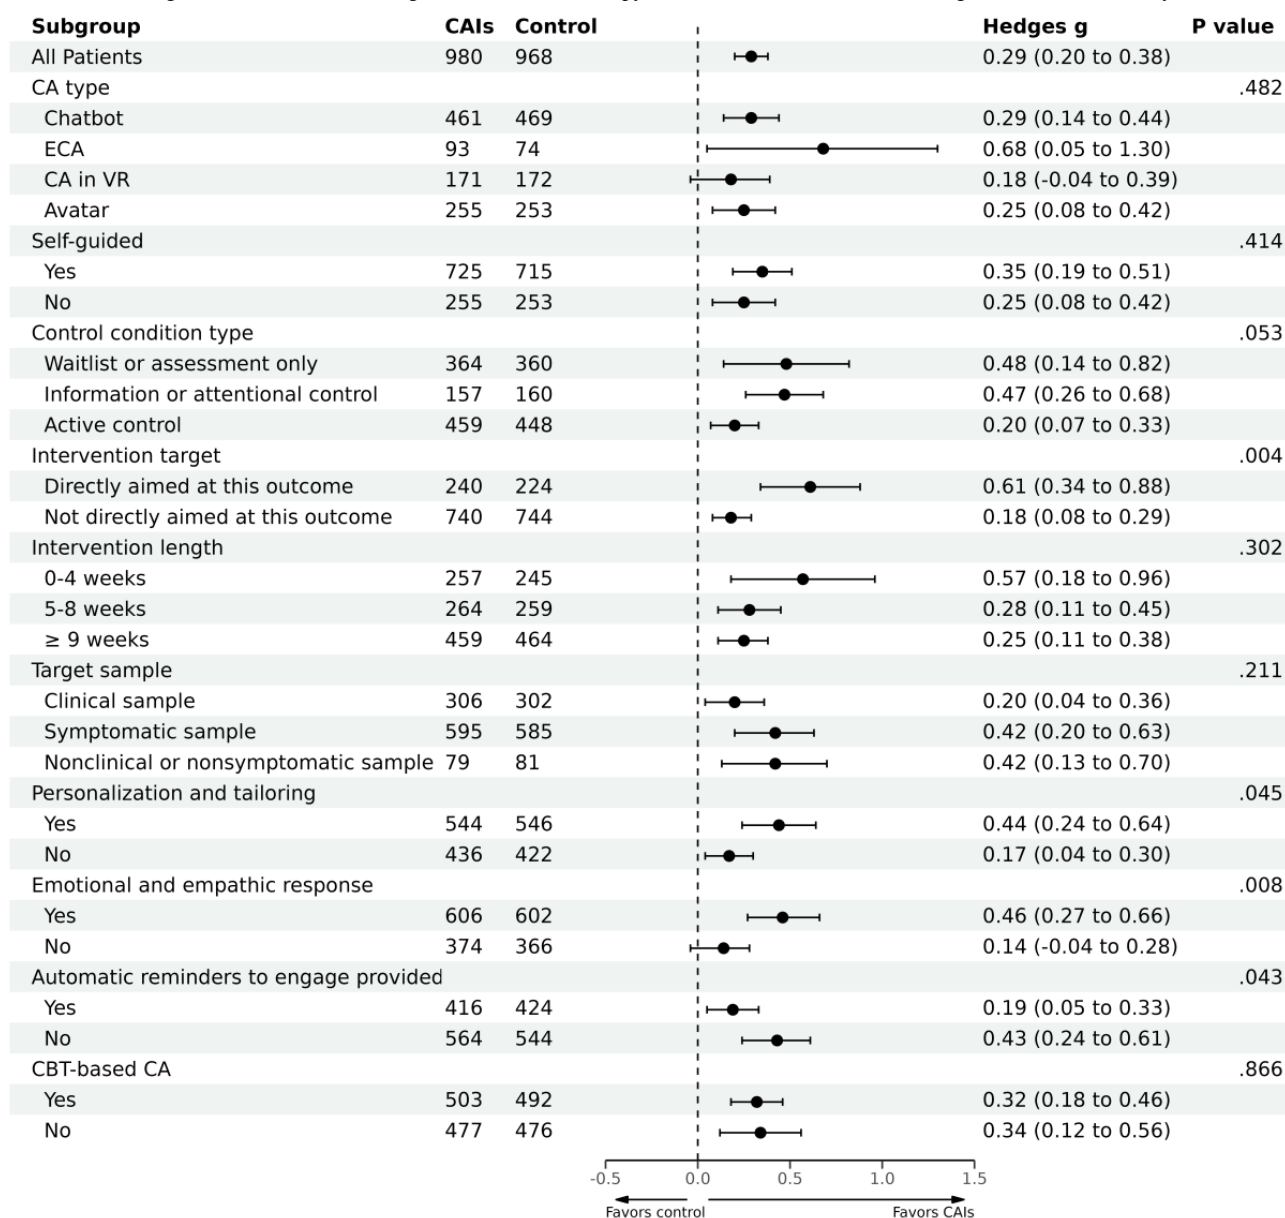 Subgroup CAIs Control Hedges g P value
All Patients 980 968 0.29 (0.20 to 0.38)
CA type .482
Chatbot 461 469 0.29 (0.14 to 0.44)
ECA 93 74 0.68 (0.05 to 1.30)
CA in VR 171 172 0.18 (-0.04 to 0.39)
Avatar 255 253 0.25 (0.08 to 0.42)
Self-guided .414
Yes 725 715 0.35 (0.19 to 0.51)
No 255 253 0.25 (0.08 to 0.42)
Control condition type .053
Waitlist or assessment only 364 360 0.48 (0.14 to 0.82)
Information or attentional control 157 160 0.47 (0.26 to 0.68)
Active control 459 448 0.20 (0.07 to 0.33)
Intervention target .004
Directly aimed at this outcome 240 224 0.61 (0.34 to 0.88)
Not directly aimed at this outcome 740 744 0.18 (0.08 to 0.29)
Intervention length .302
0-4 weeks 257 245 0.57 (0.18 to 0.96)
5-8 weeks 264 259 0.28 (0.11 to 0.45)
≥ 9 weeks 459 464 0.25 (0.11 to 0.38)
Target sample .211
Clinical sample 306 302 0.20 (0.04 to 0.36)
Symptomatic sample 595 585 0.42 (0.20 to 0.63)
Nonclinical or nonsymptomatic sample 79 81 0.42 (0.13 to 0.70)
Personalization and tailoring .045
Yes 544 546 0.44 (0.24 to 0.64)
No 436 422 0.17 (0.04 to 0.30)
Emotional and empathic response .008
Yes 606 602 0.46 (0.27 to 0.66)
No 374 366 0.14 (-0.04 to 0.28)
Automatic reminders to engage provided .043
Yes 416 424 0.19 (0.05 to 0.33)
No 564 544 0.43 (0.24 to 0.61)
CBT-based CA .866
Yes 503 492 0.32 (0.18 to 0.46)
No 477 476 0.34 (0.12 to 0.56)
-0.5 0.0 0.5 1.0 1.5
Favors control Favors CAIs